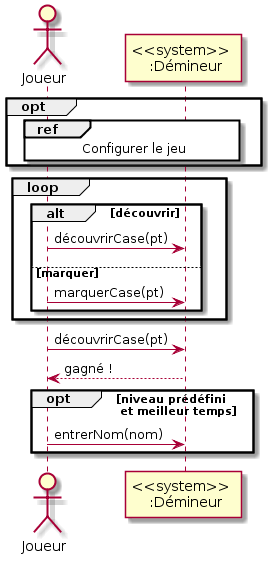 Joueur
<<system>>
:Démineur
opt
ref
Configurer le jeu
loop
alt [découvrir]
découvrirCase(pt)
[marquer]
marquerCase(pt)
découvrirCase(pt)
gagné !
opt [niveau prédéfini
et meilleur temps]
entrerNom(nom)
Joueur
<<system>>
:Démineur